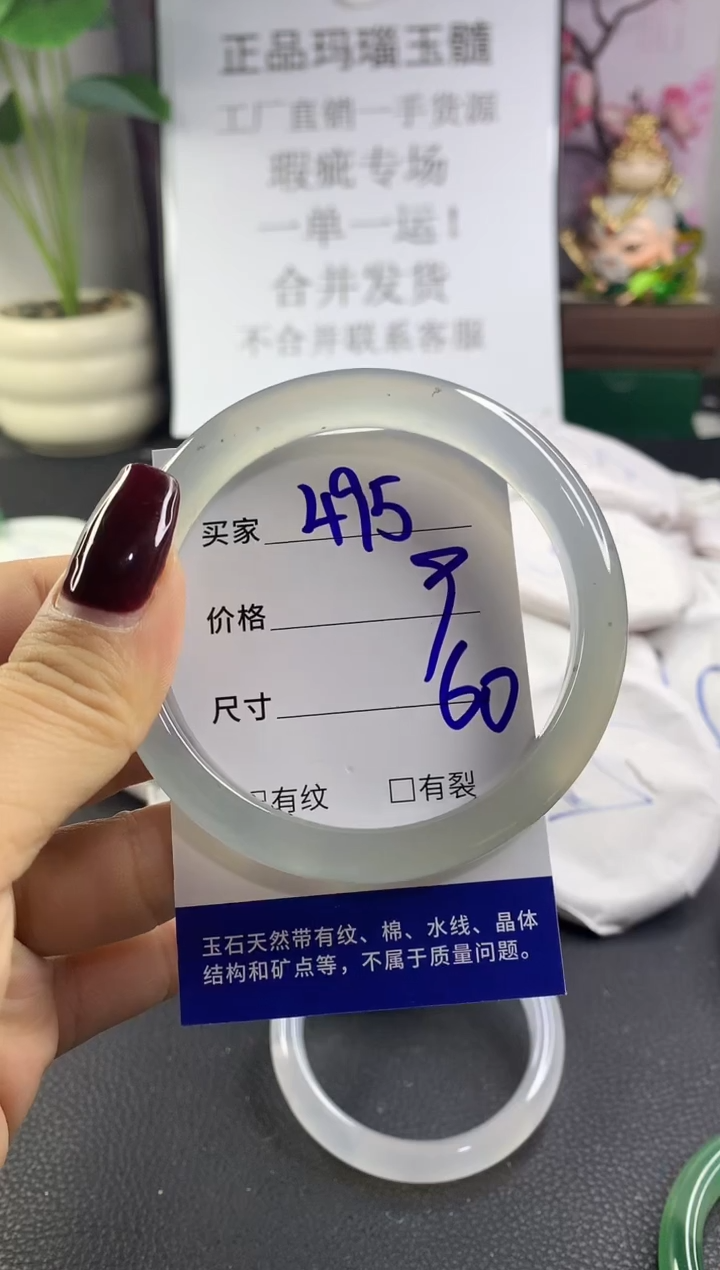 正品玛瑙玉髓
工厂直销一手货源
瑕疵专场
一单一运！
合并发货
不合并联系客服
买家 495
价格
尺寸 60
□有纹 □有裂
玉石天然带有纹、棉、水线、晶体
结构和矿点等，不属于质量问题。